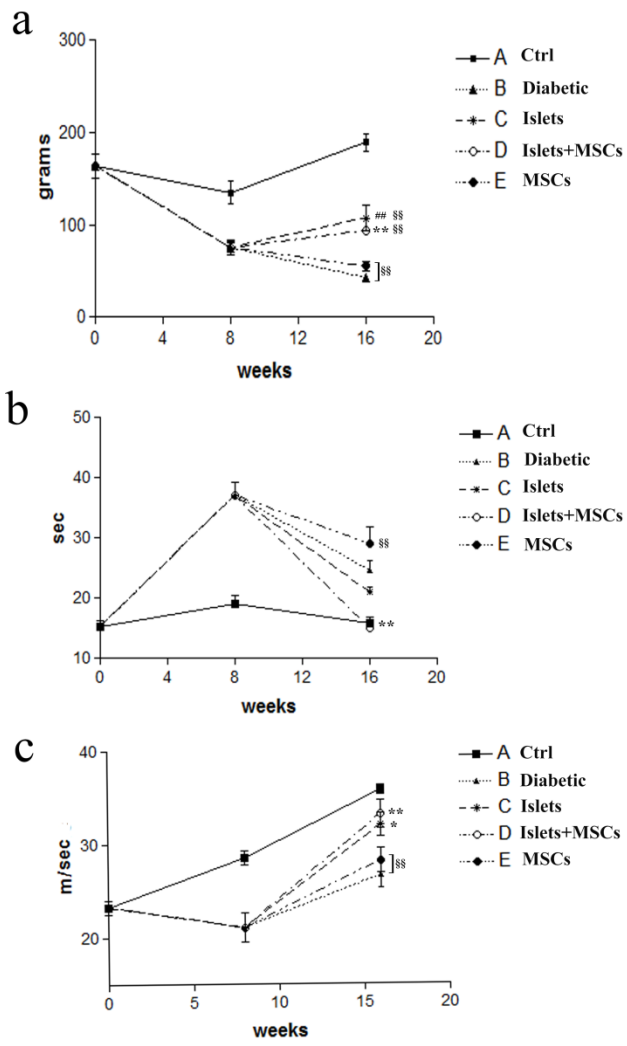 a
300
200
100
0
grams
0 4 8 12 16 20
weeks
## §§
** §§
§§
A Ctrl
B Diabetic
C Islets
D Islets+MSCs
E MSCs
b
50
40
30
20
10
sec
0 4 8 12 16 20
weeks
§§
**
A Ctrl
B Diabetic
C Islets
D Islets+MSCs
E MSCs
c
40
30
20
m/sec
0 5 10 15 20
weeks
**
*
§§
A Ctrl
B Diabetic
C Islets
D Islets+MSCs
E MSCs